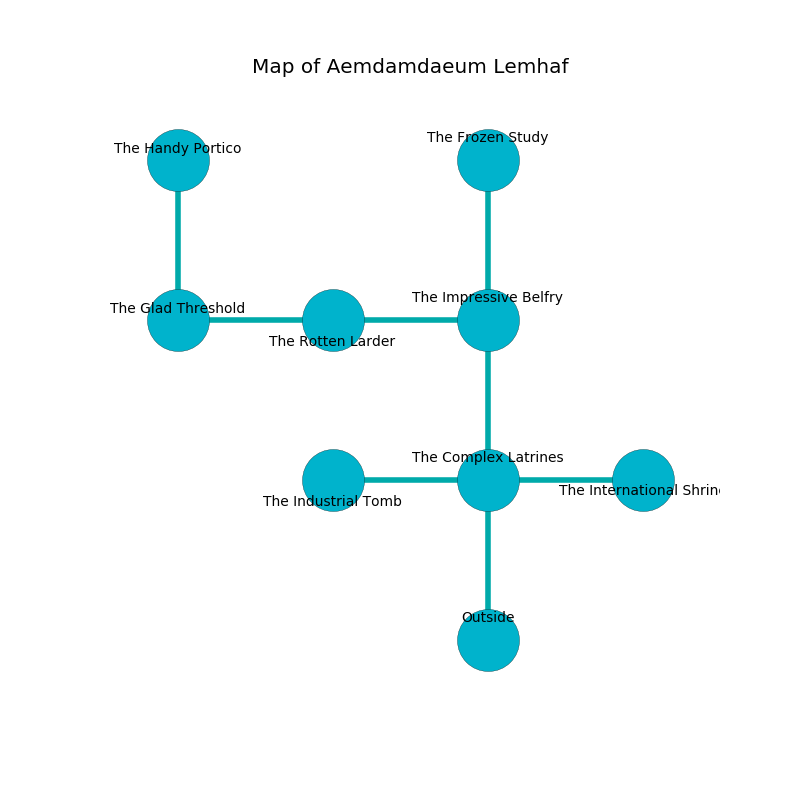 Map of Aemdamdaeum Lemhaf
The Frozen Study
The Handy Portico
The Impressive Belfry
The Glad Threshold
The Rotten Larder
The Complex Latrines
The International Shrin
The Industrial Tomb
Outside